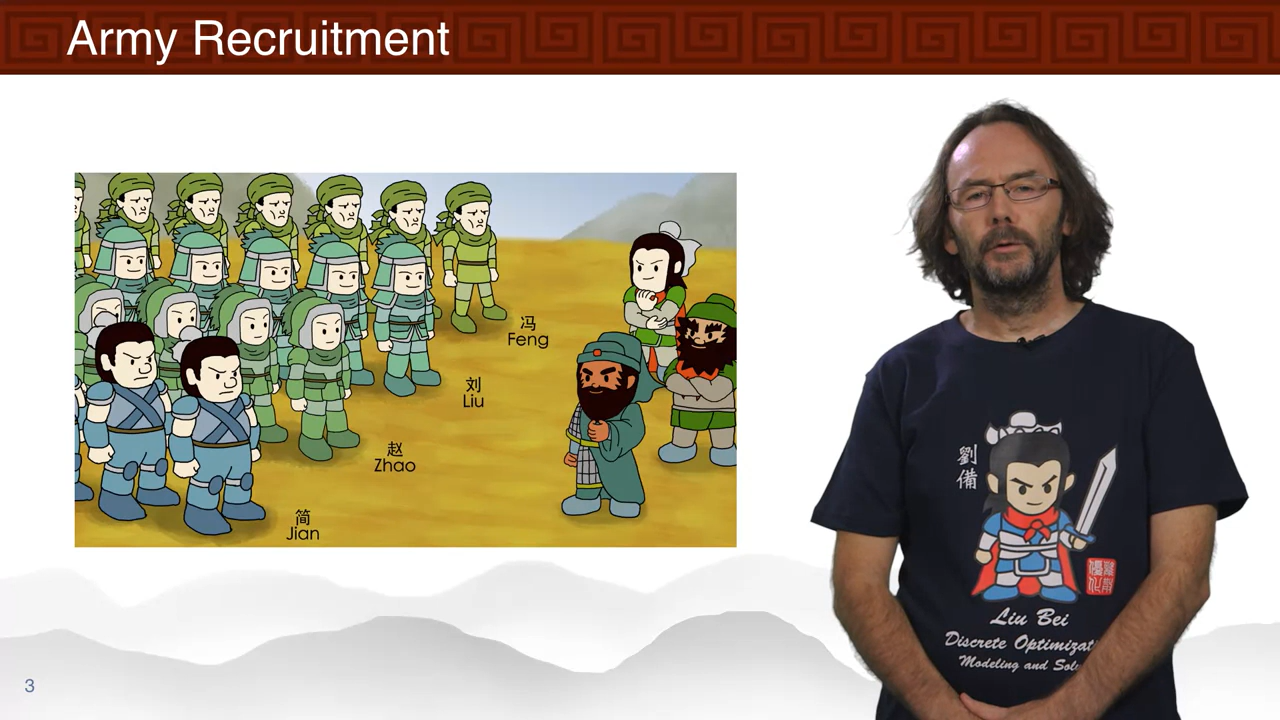 Army Recruitment
冯
Feng
刘
Liu
赵
Zhao
简
Jian
劉
備
Liu Bei
Discrete Optimizat
Modeling and Sol
3